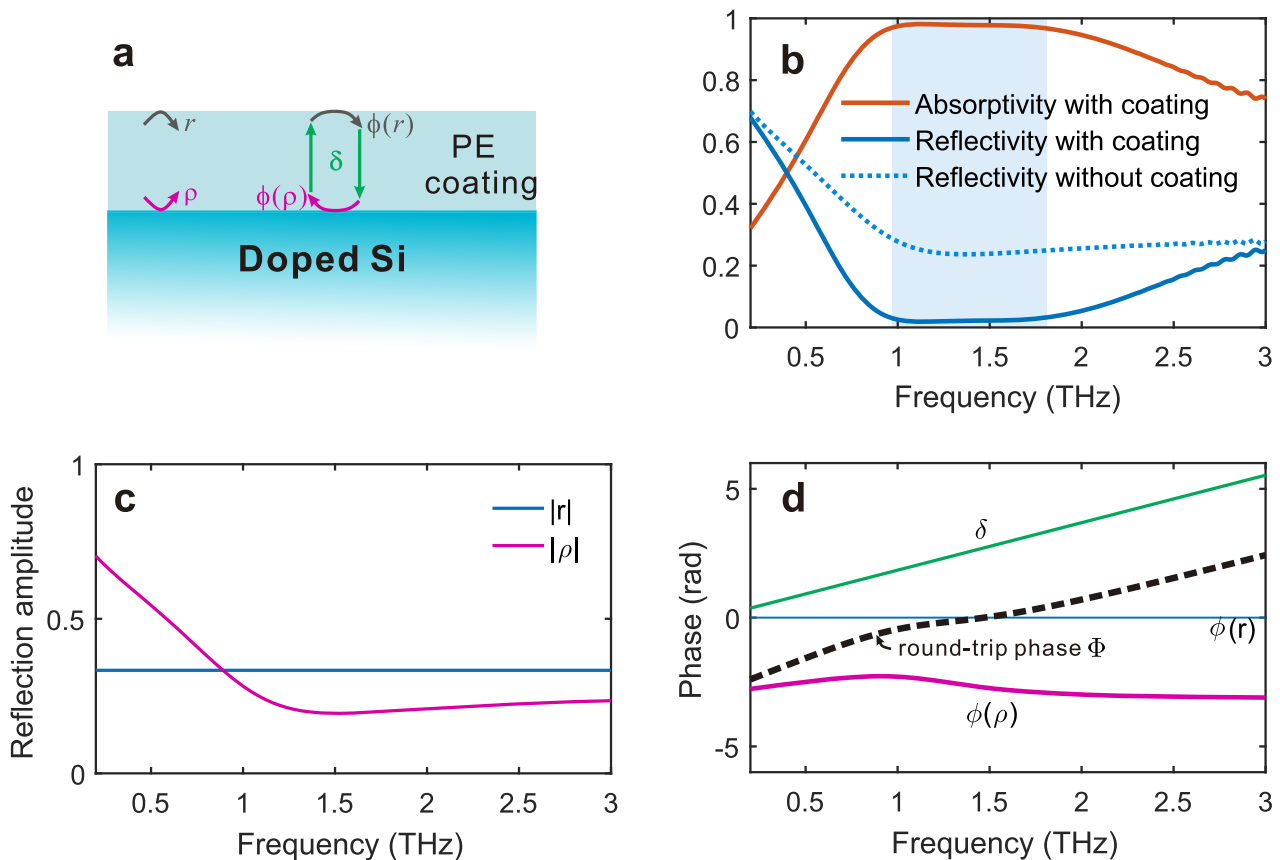 a
r
ϕ(r)
δ
PE
coating
ρ
ϕ(ρ)
Doped Si
b
1
0.8
0.6
0.4
0.2
0
Absorptivity with coating
Reflectivity with coating
Reflectivity without coating
0.5
1
1.5
2
2.5
3
Frequency (THz)
c
Reflection amplitude
1
0.5
0
|r|
|ρ|
0.5
1
1.5
2
2.5
3
Frequency (THz)
d
Phase (rad)
5
0
-5
δ
ϕ(r)
round-trip phase Φ
ϕ(ρ)
0.5
1
1.5
2
2.5
3
Frequency (THz)